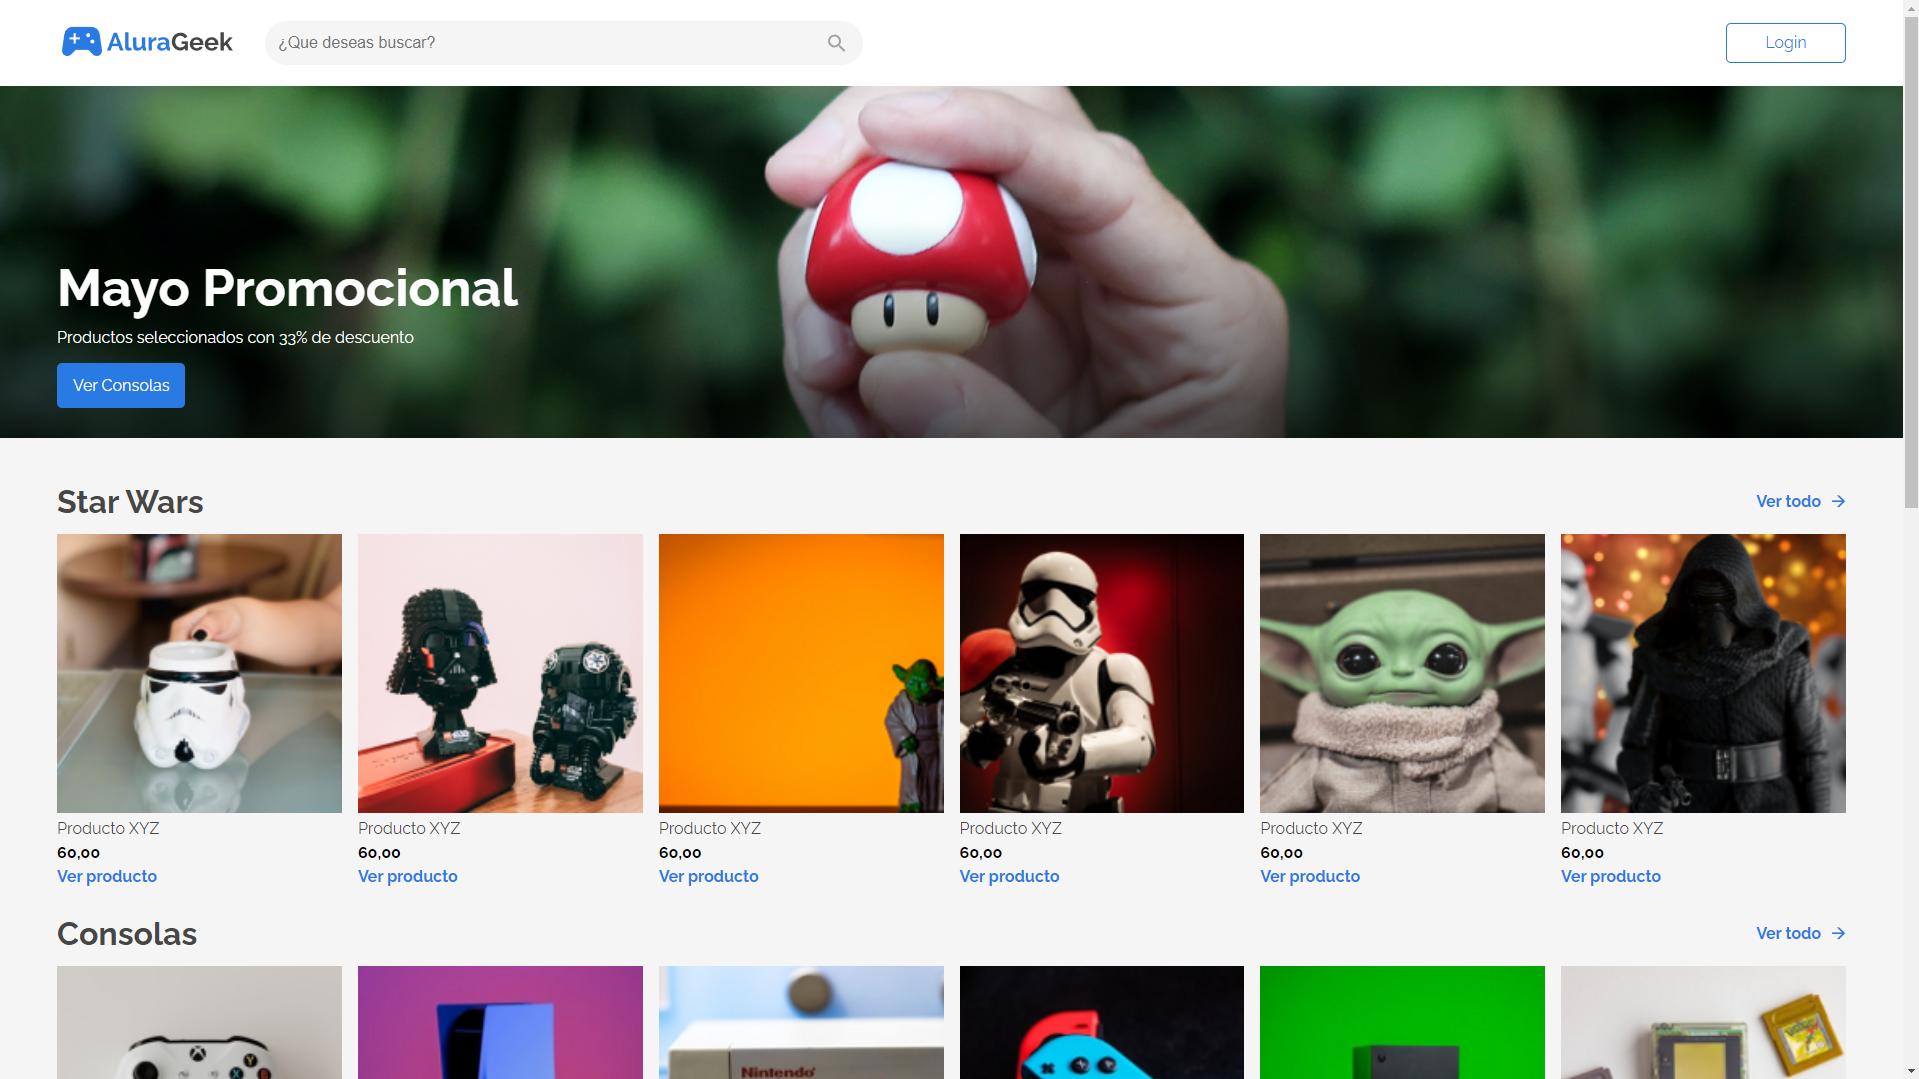 AluraGeek
¿Que deseas buscar?
Login
Mayo Promocional
Productos seleccionados con 33% de descuento
Ver Consolas
Star Wars
Ver todo →
Producto XYZ
60,00
Ver producto
Producto XYZ
60,00
Ver producto
Producto XYZ
60,00
Ver producto
Producto XYZ
60,00
Ver producto
Producto XYZ
60,00
Ver producto
Producto XYZ
60,00
Ver producto
Consolas
Ver todo →
Y
X
B
Nintendo